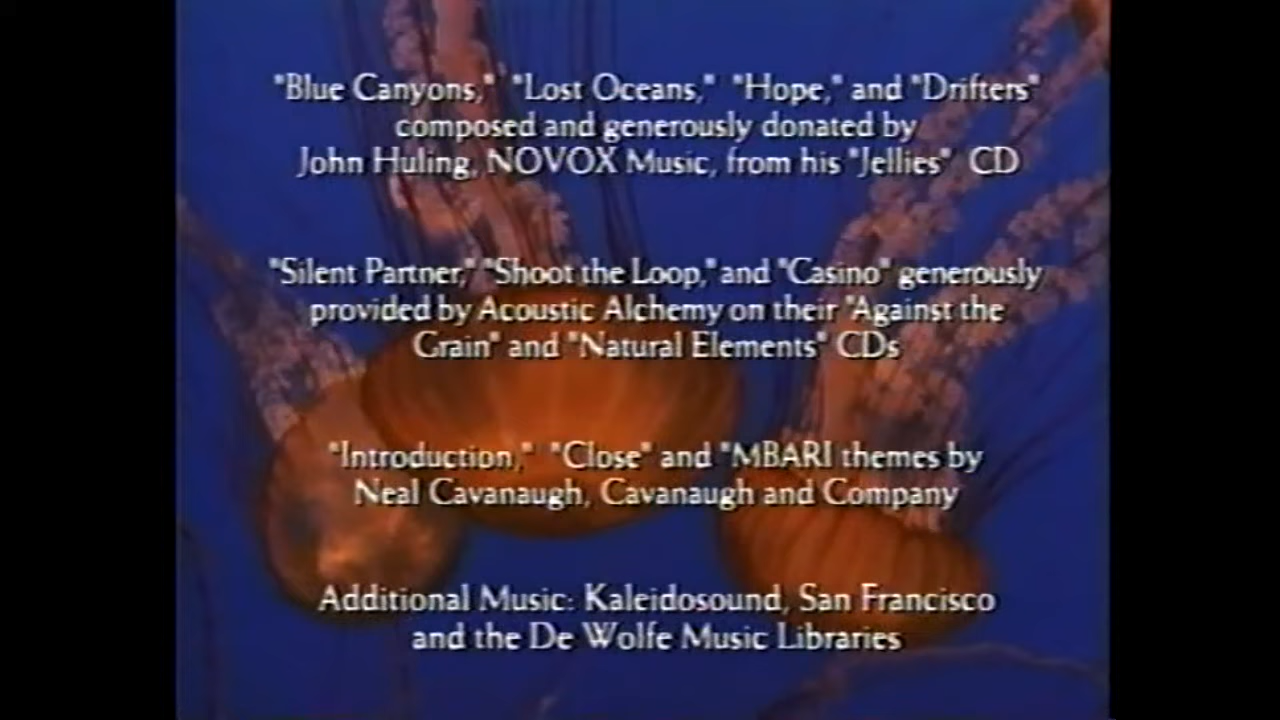 "Blue Canyons," "Lost Oceans," "Hope," and "Drifters"
composed and generously donated by
John Huling, NOVOX Music, from his "Jellies" CD
"Silent Partner," "Shoot the Loop," and "Casino" generously
provided by Acoustic Alchemy on their "Against the
Grain" and "Natural Elements" CDs
"Introduction," "Close" and "MBARI themes by
Neal Cavanaugh, Cavanaugh and Company
Additional Music: Kaleidosound, San Francisco
and the De Wolfe Music Libraries